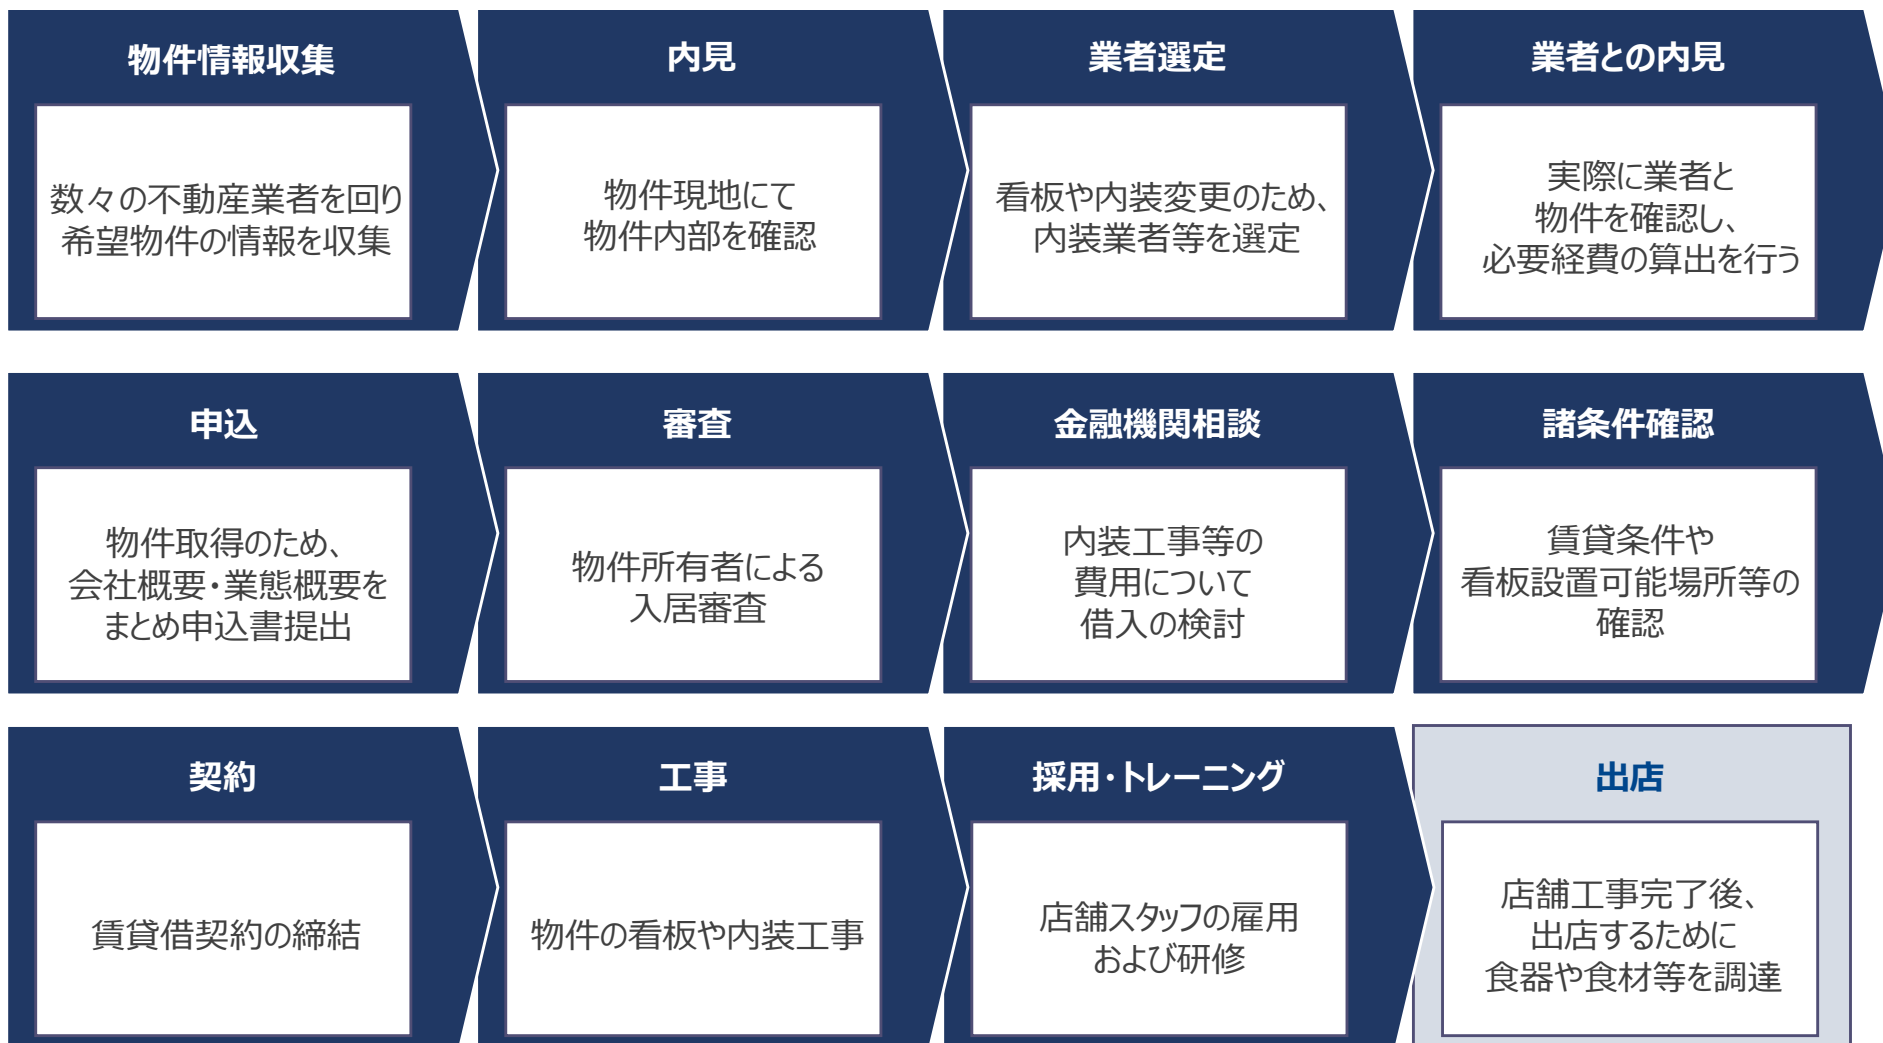 物件情報収集
数々の不動産業者を回り
希望物件の情報を収集
内見
物件現地にて
物件内部を確認
業者選定
看板や内装変更のため、
内装業者等を選定
業者との内見
実際に業者と
物件を確認し、
必要経費の算出を行う
申込
物件取得のため、
会社概要・業態概要を
まとめ申込書提出
審査
物件所有者による
入居審査
金融機関相談
内装工事等の
費用について
借入の検討
諸条件確認
賃貸条件や
看板設置可能場所等の
確認
契約
賃貸借契約の締結
工事
物件の看板や内装工事
採用・トレーニング
店舗スタッフの雇用
および研修
出店
店舗工事完了後、
出店するために
食器や食材等を調達